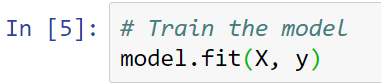 In [5]: # Train the model
model.fit(X, y)